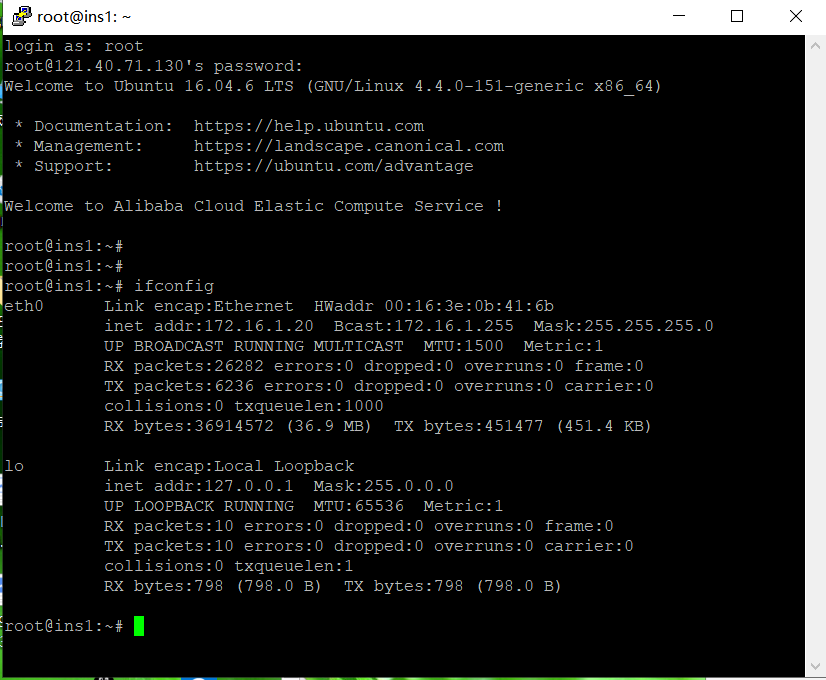 root@ins1: ~
login as: root
root@121.40.71.130's password:
Welcome to Ubuntu 16.04.6 LTS (GNU/Linux 4.4.0-151-generic x86_64)
* Documentation:  https://help.ubuntu.com
* Management:     https://landscape.canonical.com
* Support:        https://ubuntu.com/advantage
Welcome to Alibaba Cloud Elastic Compute Service !
root@ins1:~#
root@ins1:~#
root@ins1:~# ifconfig
eth0      Link encap:Ethernet  HWaddr 00:16:3e:0b:41:6b
          inet addr:172.16.1.20  Bcast:172.16.1.255  Mask:255.255.255.0
          UP BROADCAST RUNNING MULTICAST  MTU:1500  Metric:1
          RX packets:26282 errors:0 dropped:0 overruns:0 frame:0
          TX packets:6236 errors:0 dropped:0 overruns:0 carrier:0
          collisions:0 txqueuelen:1000
          RX bytes:36914572 (36.9 MB)  TX bytes:451477 (451.4 KB)
lo        Link encap:Local Loopback
          inet addr:127.0.0.1  Mask:255.0.0.0
          UP LOOPBACK RUNNING  MTU:65536  Metric:1
          RX packets:10 errors:0 dropped:0 overruns:0 frame:0
          TX packets:10 errors:0 dropped:0 overruns:0 carrier:0
          collisions:0 txqueuelen:1
          RX bytes:798 (798.0 B)  TX bytes:798 (798.0 B)
root@ins1:~#